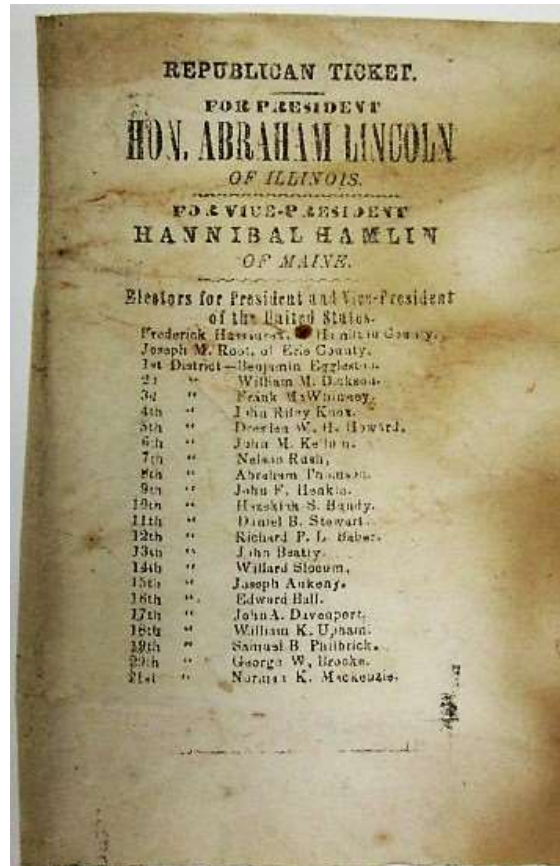 REPUBLICAN TICKET.
FOR PRESIDENT
HON. ABRAHAM LINCOLN
OF ILLINOIS.
FOR VICE-PRESIDENT
HANNIBAL HAMLIN
OF MAINE.
Electors for President and Vice-President
of the United States.
Frederick Hamilton County.
Joseph M. Root, of Erie County.
1st District—Benjamin Eggleston.
2d " William M. Dickson.
3d " Frank McWhinney.
4th " John Riley Knox.
5th " Dresden W. H. Howard.
6th " John M. Kellum.
7th " Nelson Rush,
8th " Abraham Thomson.
9th " John F. Henkle.
10th " Hezekiah S. Bundy.
11th " Daniel B. Stewart.
12th " Richard P. L. Baber.
13th " John Beatty.
14th " Willard Slocum,
15th " Joseph Ankeny.
16th " Edward Ball.
17th " John A. Davenport.
18th " William K. Upham.
19th " Samuel B. Philbrick.
20th " George W. Brooke.
21st " Norman K. Mackenzie.